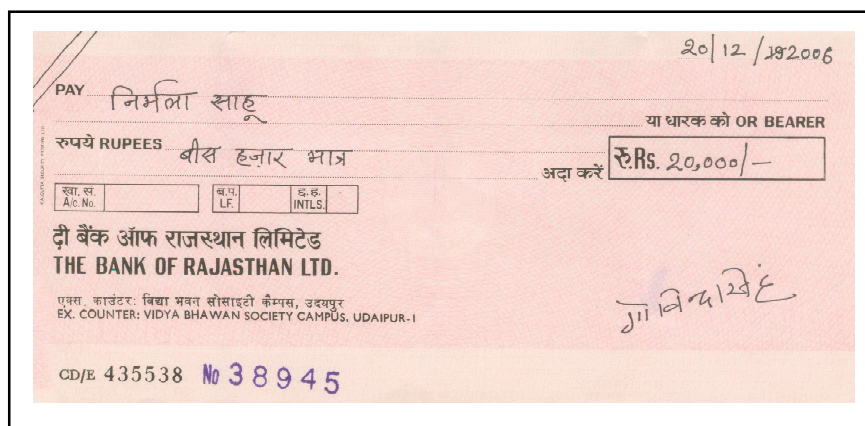 20/12/192006
PAY निर्मला साहू
या धारक को OR BEARER
रुपये RUPEES बीस हज़ार मात्र
अदा करें रु.Rs. 20,000/-
खा. सं. A/c. No. ब.प. LF. ह.ह. INTLS.
दी बैंक ऑफ राजस्थान लिमिटेड
THE BANK OF RAJASTHAN LTD.
एक्स. काउंटर: विद्या भवन सोसाइटी कैम्पस, उदयपुर
EX. COUNTER: VIDYA BHAWAN SOCIETY CAMPUS, UDAIPUR-I
गोविन्दसिंह
CD/E 435538 No 38945